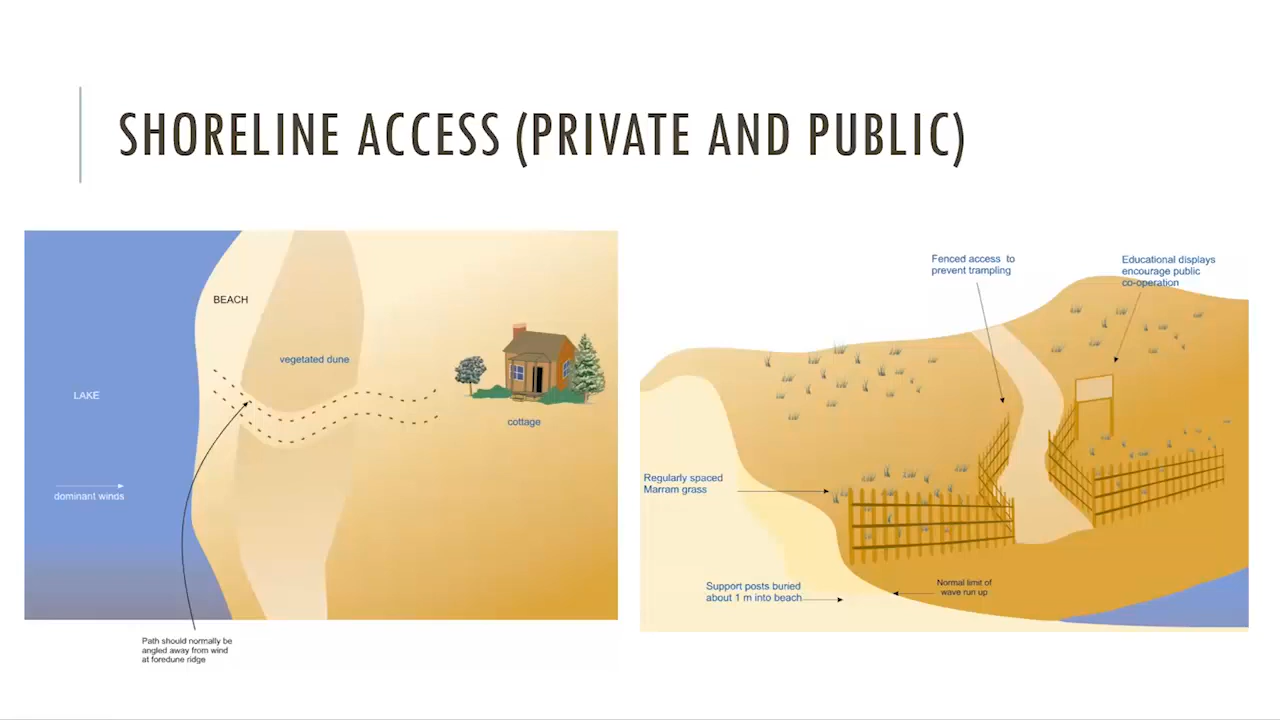 SHORELINE ACCESS (PRIVATE AND PUBLIC)
BEACH
vegetated dune
LAKE
cottage
dominant winds
Path should normally be
angled away from wind
at foredune ridge
Fenced access to
prevent trampling
Educational displays
encourage public
co-operation
Regularly spaced
Marram grass
Support posts buried
about 1 m into beach
Normal limit of
wave run up